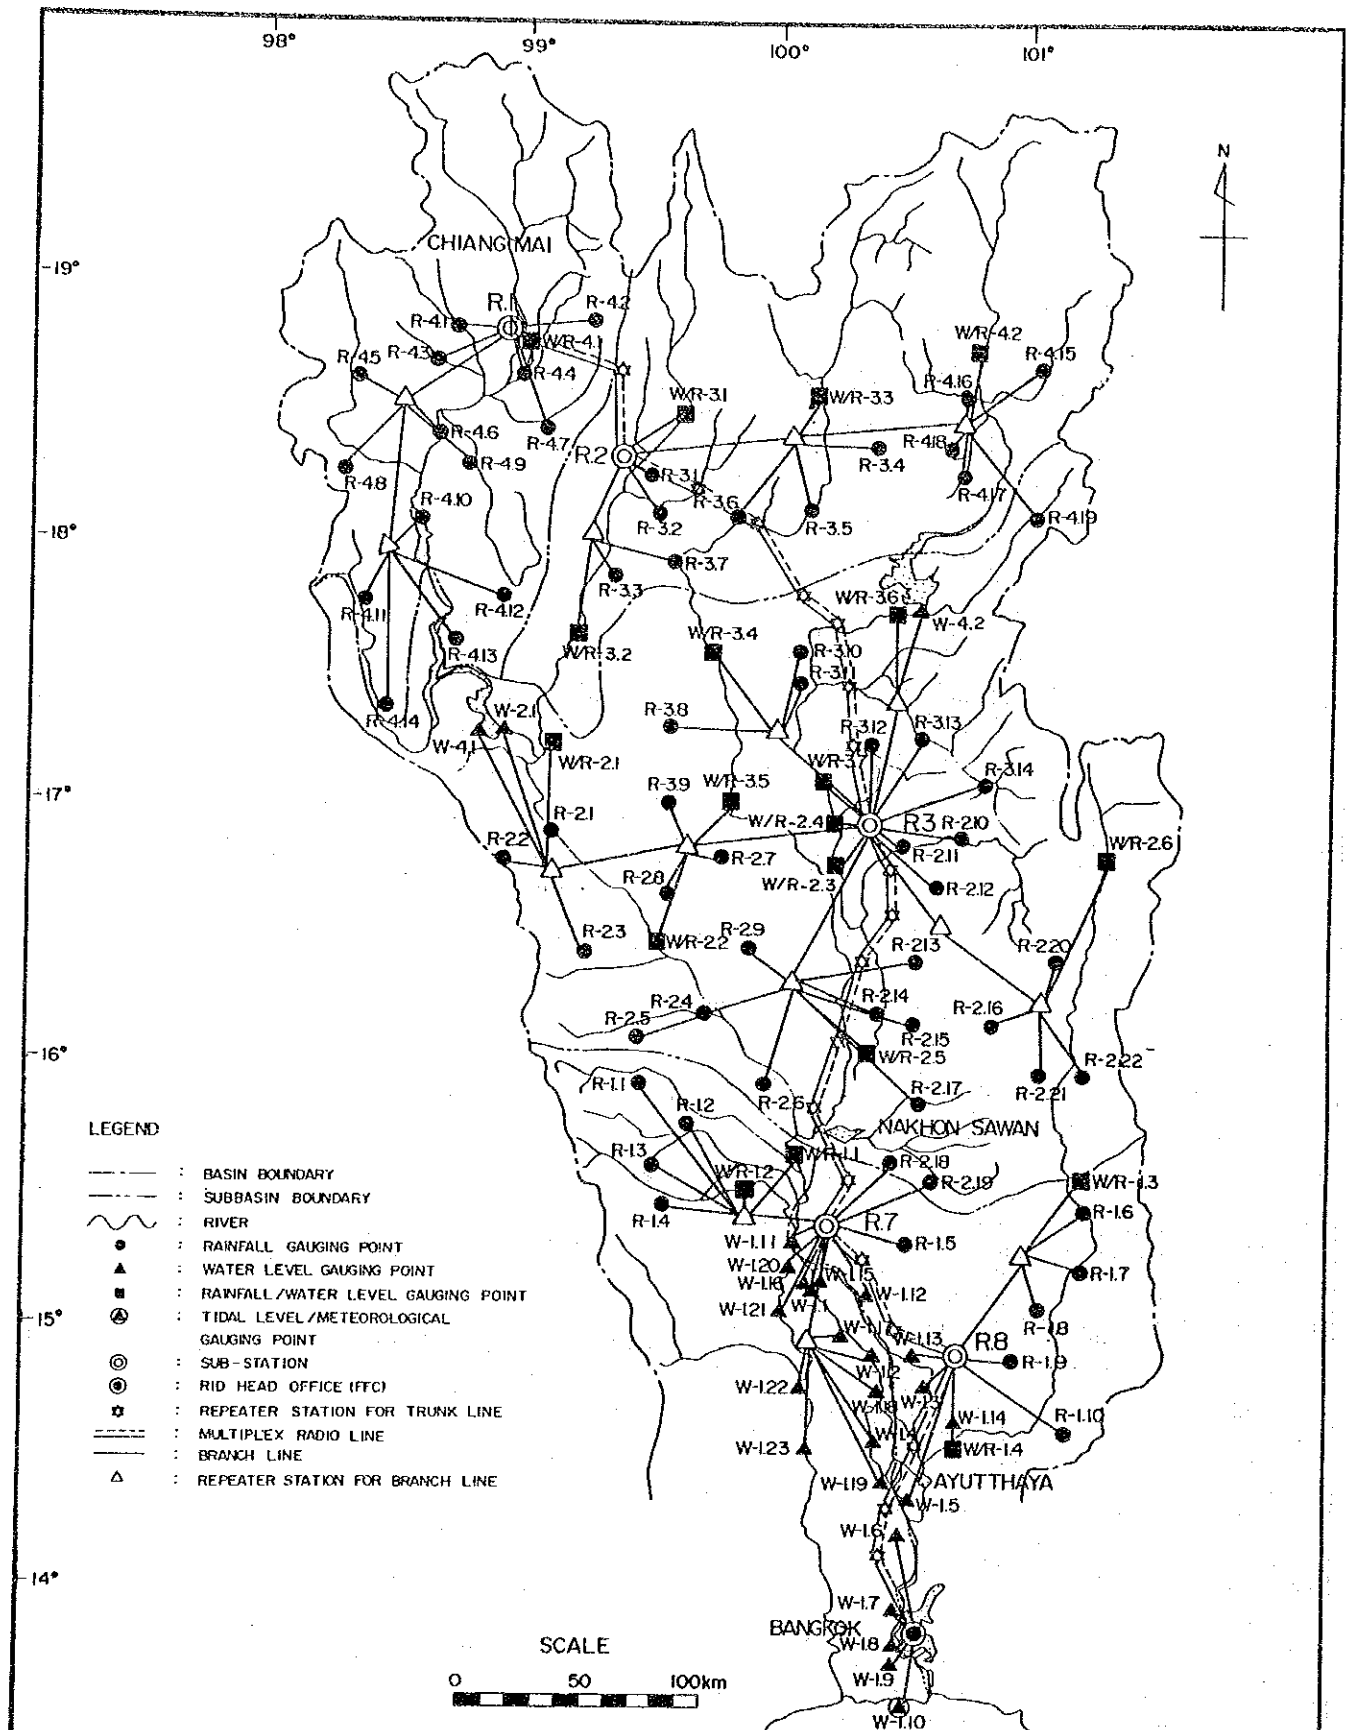 98° 99° 100° 101°
N
CHIANG MAI
-19°
R.1
R-4.2
R-4.1
W/R-4.1
W/R-4.2
R-4.3
R-4.5
R-4.4
R-4.15
R-4.16
W/R-3.1
W/R-3.3
R-4.6
R-4.7
R-4.18
R-3.4
R.2
R-4.9
R-4.8
R-3.1
R-4.17
R-3.6
R-4.10
R-3.2
R-3.5
R-4.19
-18°
R-3.7
R-3.3
W/R-3.6
R-4.11
R-4.12
W-4.2
R-4.13
W/R-3.2
W/R-3.4
R-3.10
R-3.11
R-4.14
W-2.1
R-3.8
R-3.12
R-3.13
W-4.1
W/R-2.1
W/R-3.7
R-3.14
-17°
R-3.9
W/R-3.5
R-2.1
W/R-2.4
R3
R-2.10
R-2.2
R-2.11
W/R-2.6
R-2.7
R-2.8
W/R-2.3
R-2.12
R-2.3
W/R-2.2
R-2.9
R-2.13
R-2.20
R-2.4
R-2.14
R-2.16
R-2.5
R-2.15
-16°
W/R-2.5
R-2.22
R-1.1
R-2.6
R-2.17
R-2.21
R-1.2
NAKHON SAWAN
R-1.3
W/R-1.1
R-2.18
W/R-1.2
R-2.19
W/R-1.3
R-1.4
R.7
R-1.6
W-1.11
R-1.5
W-1.20
R-1.7
W-1.16
W-1.15
W-1.12
W-1.21
W-1.1
R-1.8
-15°
W-1.17
W-1.13
R.8
R-1.9
W-1.2
W-1.22
W-1.18
W-1.3
R-1.10
W-1.14
W-1.4
W-1.23
W/R-1.4
W-1.19
AYUTTHAYA
W-1.5
W-1.6
-14°
W-1.7
BANGKOK
W-1.8
W-1.9
W-1.10
LEGEND
: BASIN BOUNDARY
: SUBBASIN BOUNDARY
: RIVER
: RAINFALL GAUGING POINT
: WATER LEVEL GAUGING POINT
: RAINFALL/WATER LEVEL GAUGING POINT
: TIDAL LEVEL/METEOROLOGICAL
GAUGING POINT
: SUB-STATION
: RID HEAD OFFICE (FFC)
: REPEATER STATION FOR TRUNK LINE
: MULTIPLEX RADIO LINE
: BRANCH LINE
: REPEATER STATION FOR BRANCH LINE
SCALE
0 50 100km